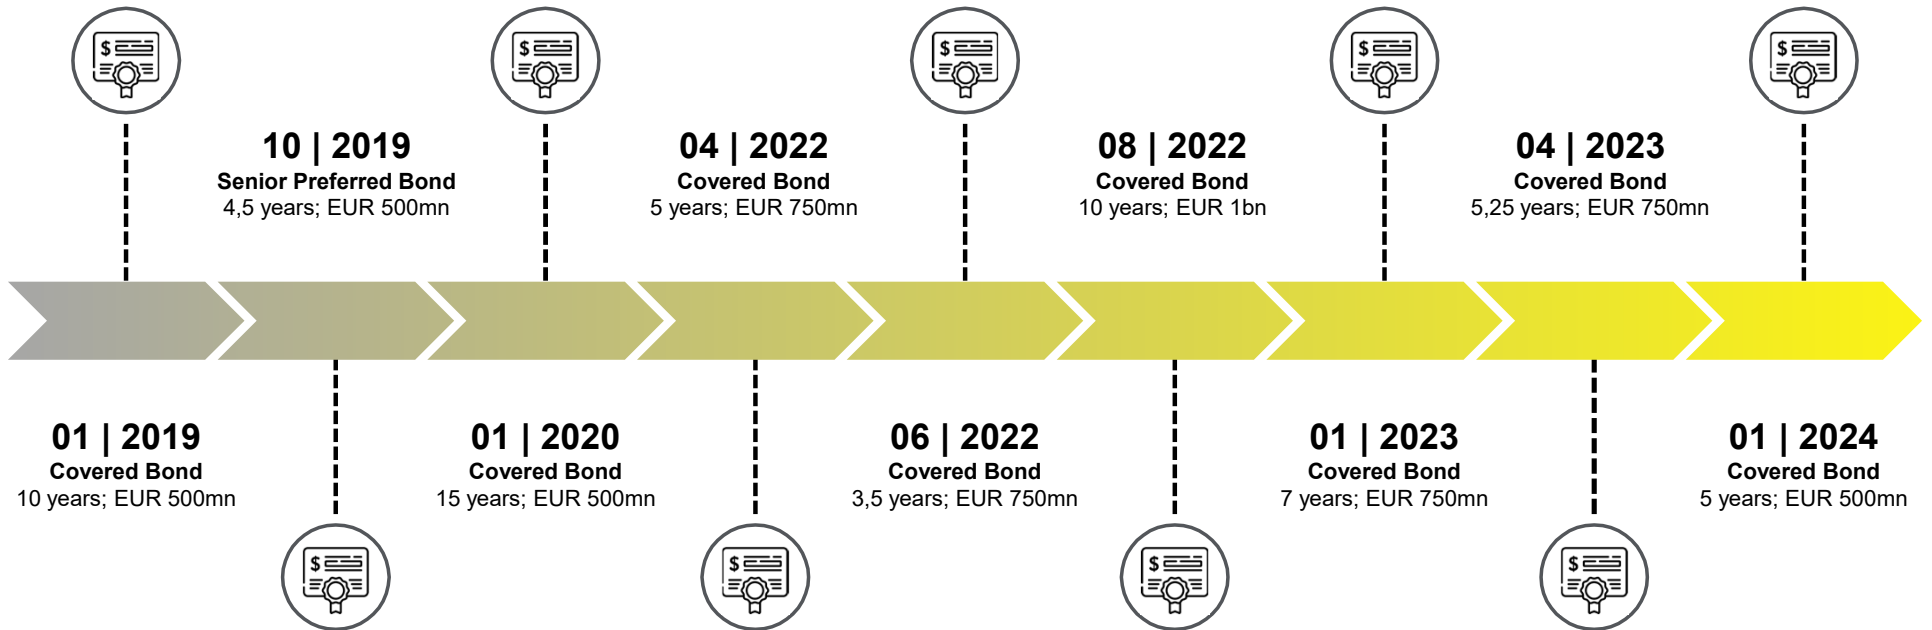 10 | 2019
Senior Preferred Bond
4,5 years; EUR 500mn
04 | 2022
Covered Bond
5 years; EUR 750mn
08 | 2022
Covered Bond
10 years; EUR 1bn
04 | 2023
Covered Bond
5,25 years; EUR 750mn
01 | 2019
Covered Bond
10 years; EUR 500mn
01 | 2020
Covered Bond
15 years; EUR 500mn
06 | 2022
Covered Bond
3,5 years; EUR 750mn
01 | 2023
Covered Bond
7 years; EUR 750mn
01 | 2024
Covered Bond
5 years; EUR 500mn